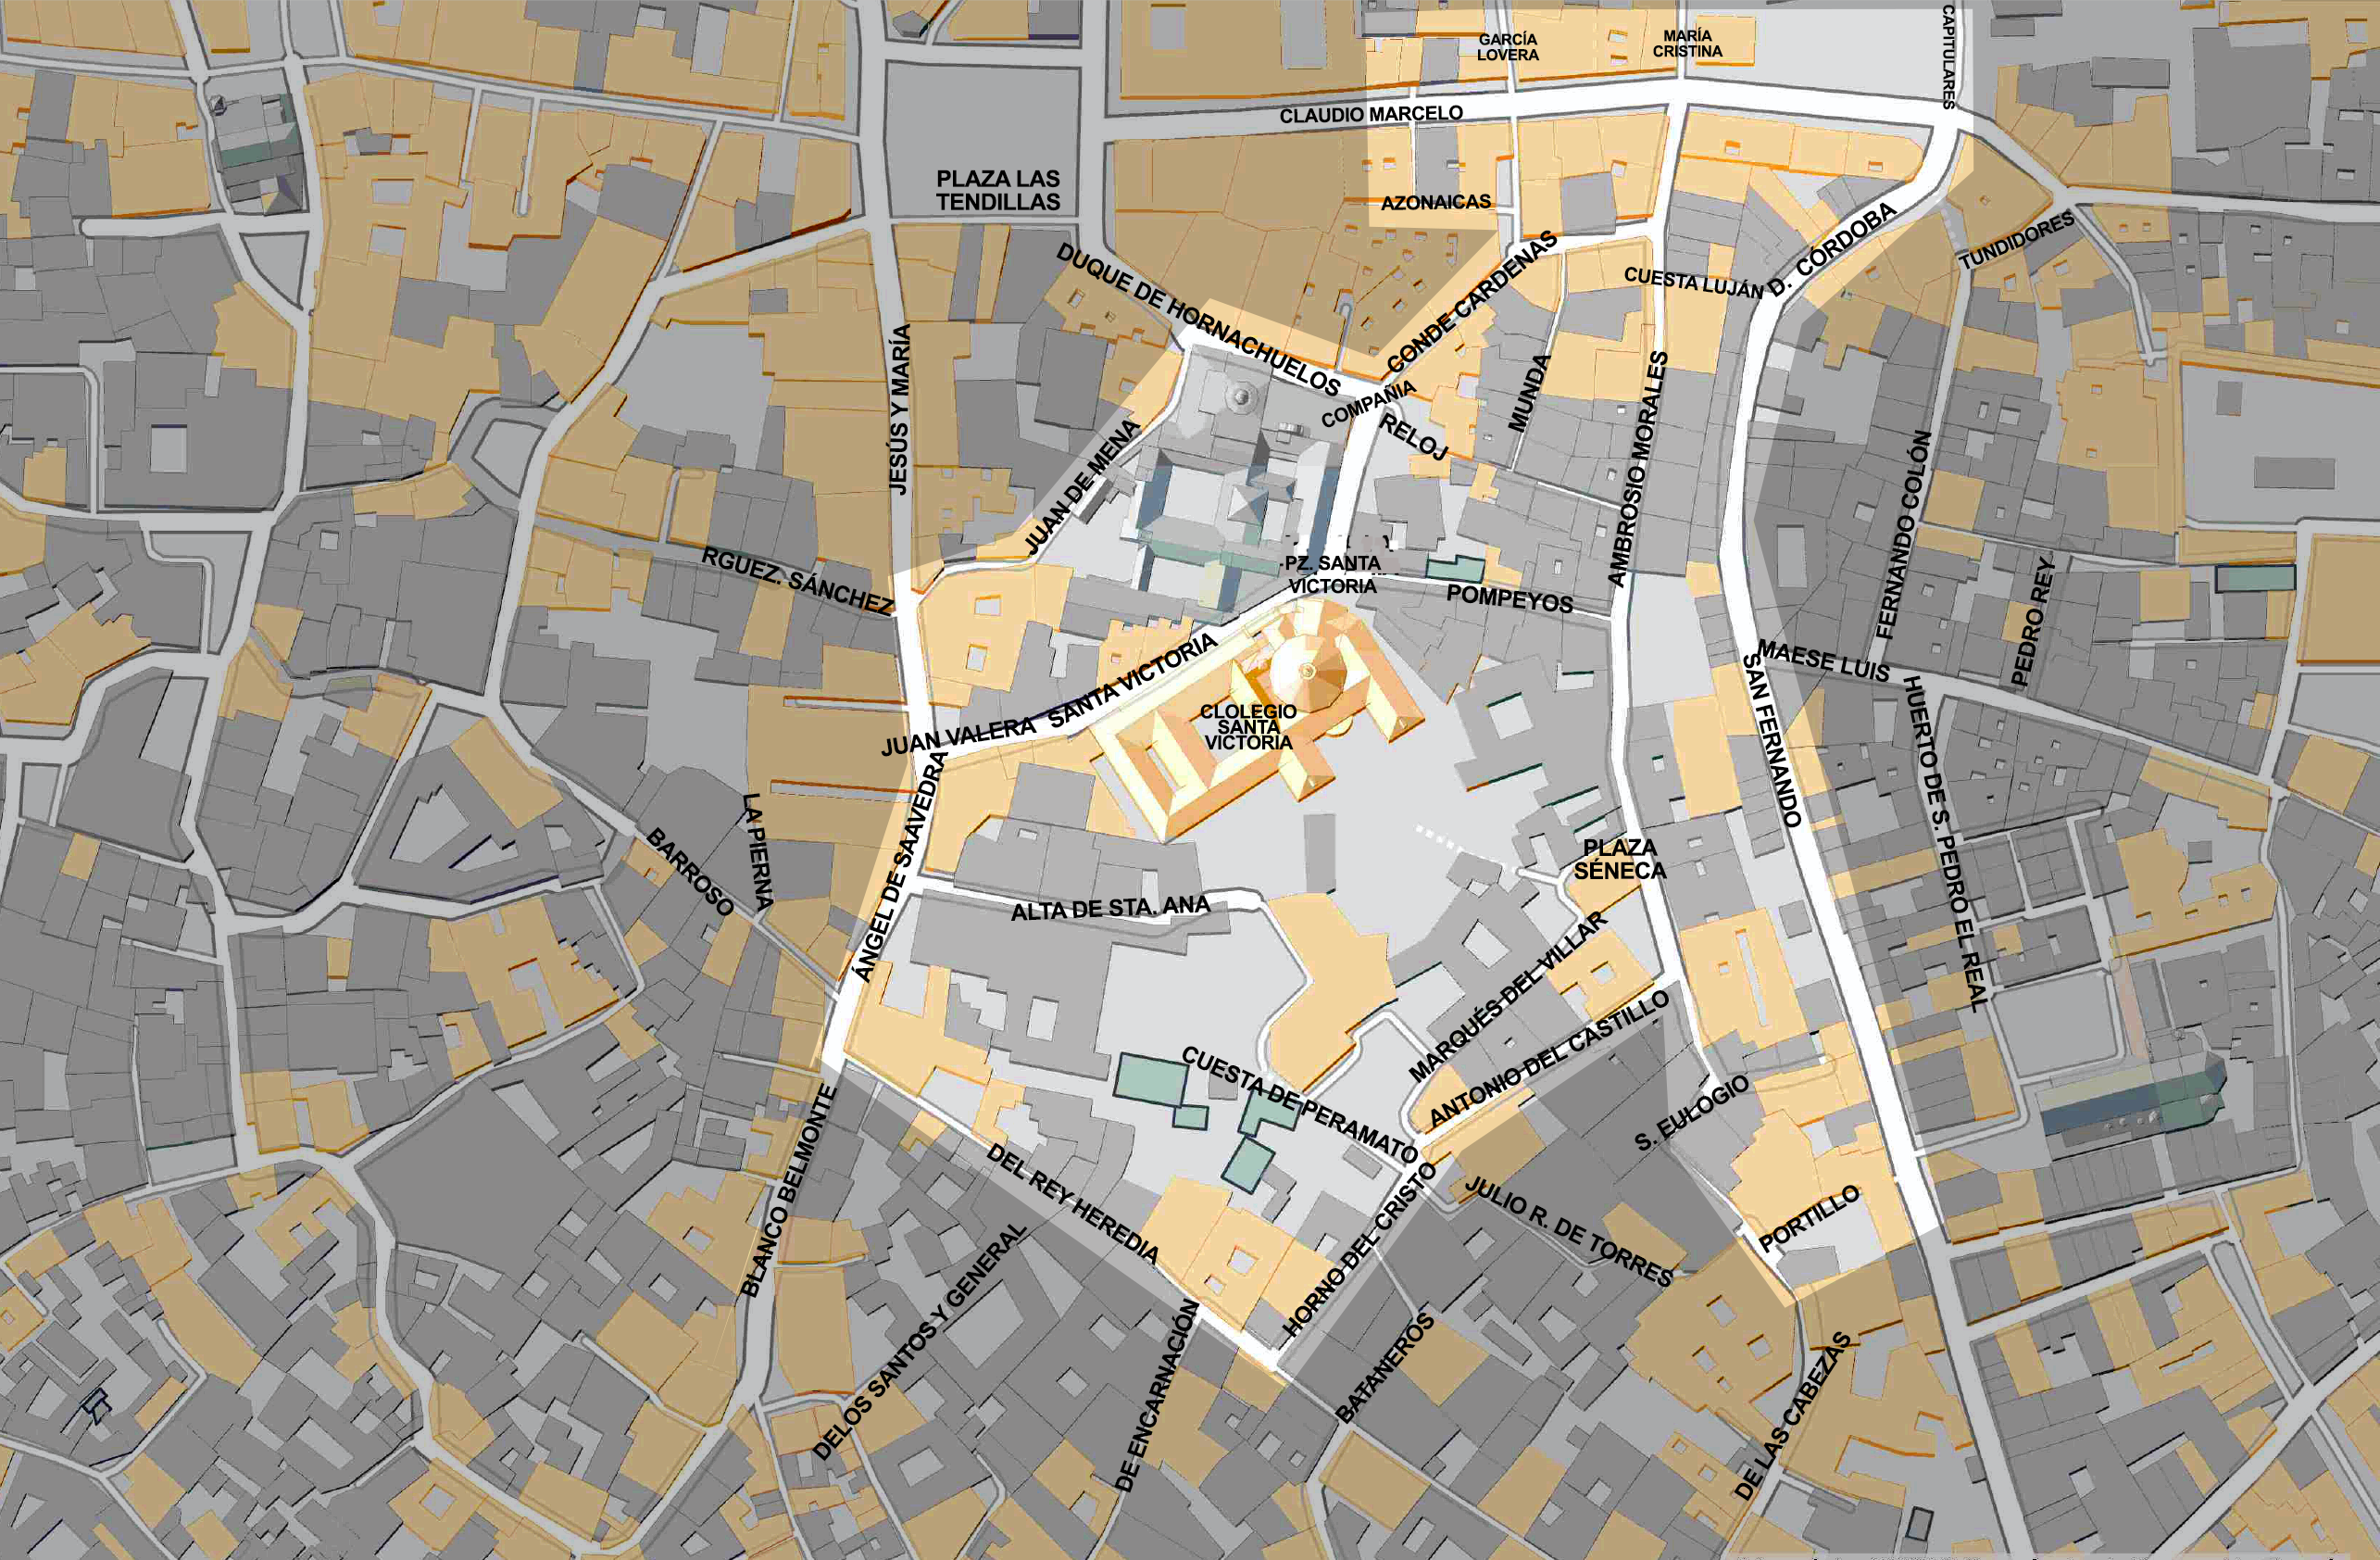 CAPITULARES
GARCÍA
LOVERA
MARÍA
CRISTINA
CLAUDIO MARCELO
PLAZA LAS
TENDILLAS
AZONAICAS
DUQUE DE HORNACHUELOS
CONDE CARDENAS
CUESTA LUJÁN
D. CÓRDOBA
TUNDIDORES
JESÚS Y MARÍA
COMPAÑIA
RELOJ
MUNDA
AMBROSIO MORALES
JUAN DE MENA
FERNANDO COLÓN
RGUEZ. SÁNCHEZ
PZ. SANTA
VICTORIA
POMPEYOS
PEDRO REY
MAESE LUIS
JUAN VALERA
SANTA VICTORIA
CLOLEGIO
SANTA
VICTORIA
SAN FERNANDO
HUERTO DE S. PEDRO EL REAL
LA PIERNA
BARROSO
ÁNGEL DE SAAVEDRA
PLAZA
SÉNECA
ALTA DE STA. ANA
MARQUÉS DEL VILLAR
ANTONIO DEL CASTILLO
CUESTA DE PERAMATO
S. EULOGIO
BLANCO BELMONTE
DEL REY HEREDIA
HORNO DEL CRISTO
JULIO R. DE TORRES
PORTILLO
DELOS SANTOS Y GENERAL
DE ENCARNACIÓN
BATANEROS
DE LAS CABEZAS